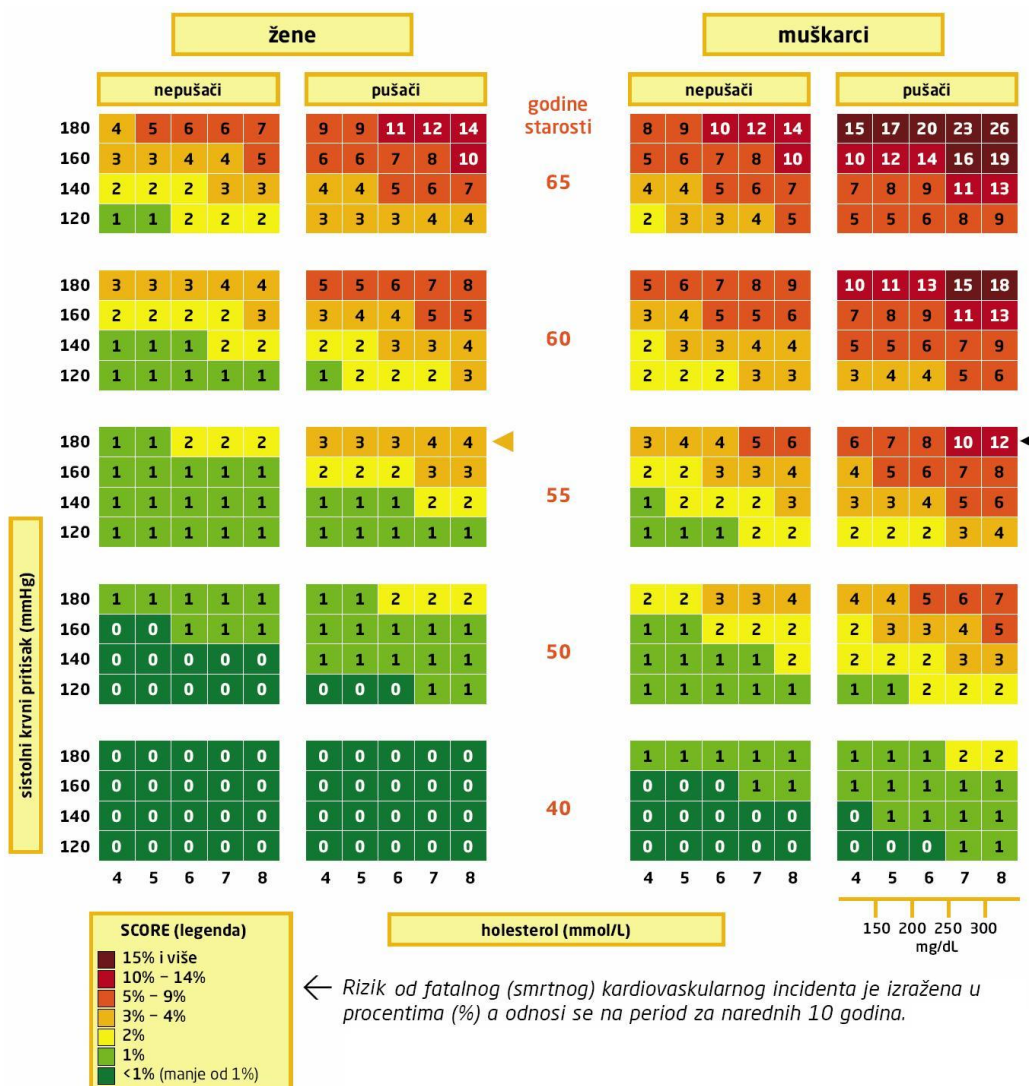 žene muškarci
nepušači pušači godine starosti nepušači pušači
180 4 5 6 6 7 9 9 11 12 14 8 9 10 12 14 15 17 20 23 26
160 3 3 4 4 5 6 6 7 8 10 5 6 7 8 10 10 12 14 16 19
65
140 2 2 2 3 3 4 4 5 6 7 4 4 5 6 7 7 8 9 11 13
120 1 1 2 2 2 3 3 3 4 4 2 3 3 4 5 5 5 6 8 9
180 3 3 3 4 4 5 5 6 7 8 5 6 7 8 9 10 11 13 15 18
160 2 2 2 2 3 3 4 4 5 5 3 4 5 5 6 7 8 9 11 13
60
140 1 1 1 2 2 2 2 3 3 4 2 3 3 4 4 5 5 6 7 9
120 1 1 1 1 1 1 2 2 2 3 2 2 2 3 3 3 4 4 5 6
180 1 1 2 2 2 3 3 3 4 4 3 4 4 5 6 6 7 8 10 12
160 1 1 1 1 1 2 2 2 3 3 2 2 3 3 4 4 5 6 7 8
55
140 1 1 1 1 1 1 1 1 2 2 1 2 2 2 3 3 3 4 5 6
120 1 1 1 1 1 1 1 1 1 1 1 1 1 2 2 2 2 2 3 4
180 1 1 1 1 1 1 1 2 2 2 2 2 3 3 4 4 4 5 6 7
160 0 0 1 1 1 1 1 1 1 1 1 1 2 2 2 2 3 3 4 5
50
140 0 0 0 0 0 1 1 1 1 1 1 1 1 1 2 2 2 2 3 3
120 0 0 0 0 0 0 0 0 1 1 1 1 1 1 1 1 1 2 2 2
180 0 0 0 0 0 0 0 0 0 0 1 1 1 1 1 1 1 1 2 2
160 0 0 0 0 0 0 0 0 0 0 0 0 0 1 1 1 1 1 1 1
40
140 0 0 0 0 0 0 0 0 0 0 0 0 0 0 0 0 1 1 1 1
120 0 0 0 0 0 0 0 0 0 0 0 0 0 0 0 0 0 0 1 1
4 5 6 7 8 4 5 6 7 8 4 5 6 7 8 4 5 6 7 8
sistolni krvni pritisak (mmHg)
holesterol (mmol/L)
150 200 250 300
mg/dL
SCORE (legenda)
15% i više
10% – 14%
5% – 9%
3% – 4%
2%
1%
<1% (manje od 1%)
Rizik od fatalnog (smrtnog) kardiovaskularnog incidenta je izražena u
procentima (%) a odnosi se na period za narednih 10 godina.